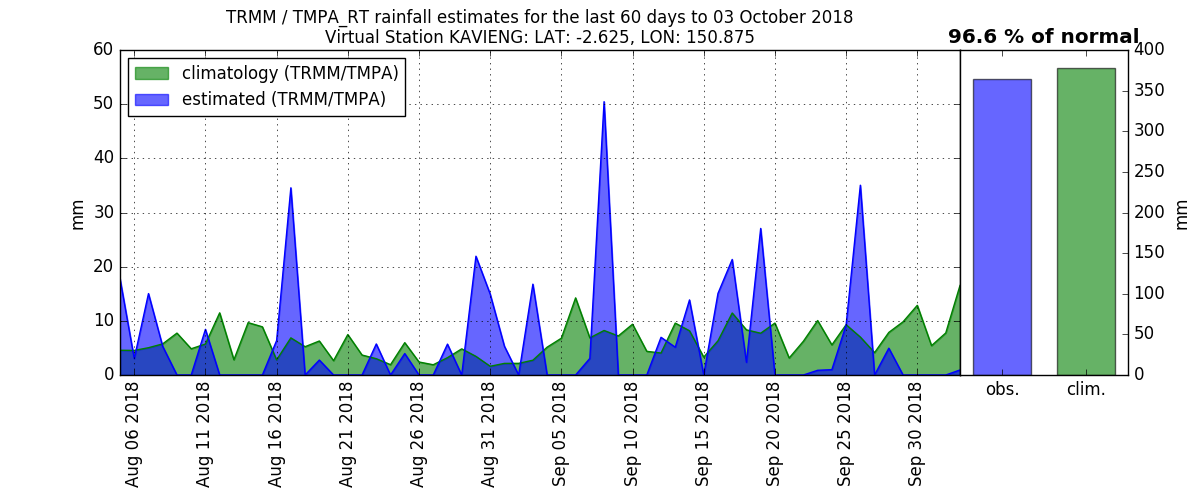 TRMM / TMPA_RT rainfall estimates for the last 60 days to 03 October 2018
Virtual Station KAVIENG: LAT: -2.625, LON: 150.875
96.6 % of normal
climatology (TRMM/TMPA)
estimated (TRMM/TMPA)
mm
60
50
40
30
20
10
0
Aug 06 2018
Aug 11 2018
Aug 16 2018
Aug 21 2018
Aug 26 2018
Aug 31 2018
Sep 05 2018
Sep 10 2018
Sep 15 2018
Sep 20 2018
Sep 25 2018
Sep 30 2018
obs.
clim.
400
350
300
250
200
150
100
50
0
mm